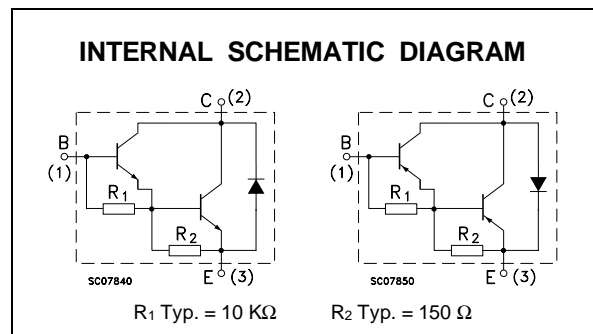 INTERNAL SCHEMATIC DIAGRAM
C (2)
B
(1)
R1
R2
SC07840
E (3)
C (2)
B
(1)
R1
R2
SC07850
E (3)
R1 Typ. = 10 KΩ R2 Typ. = 150 Ω